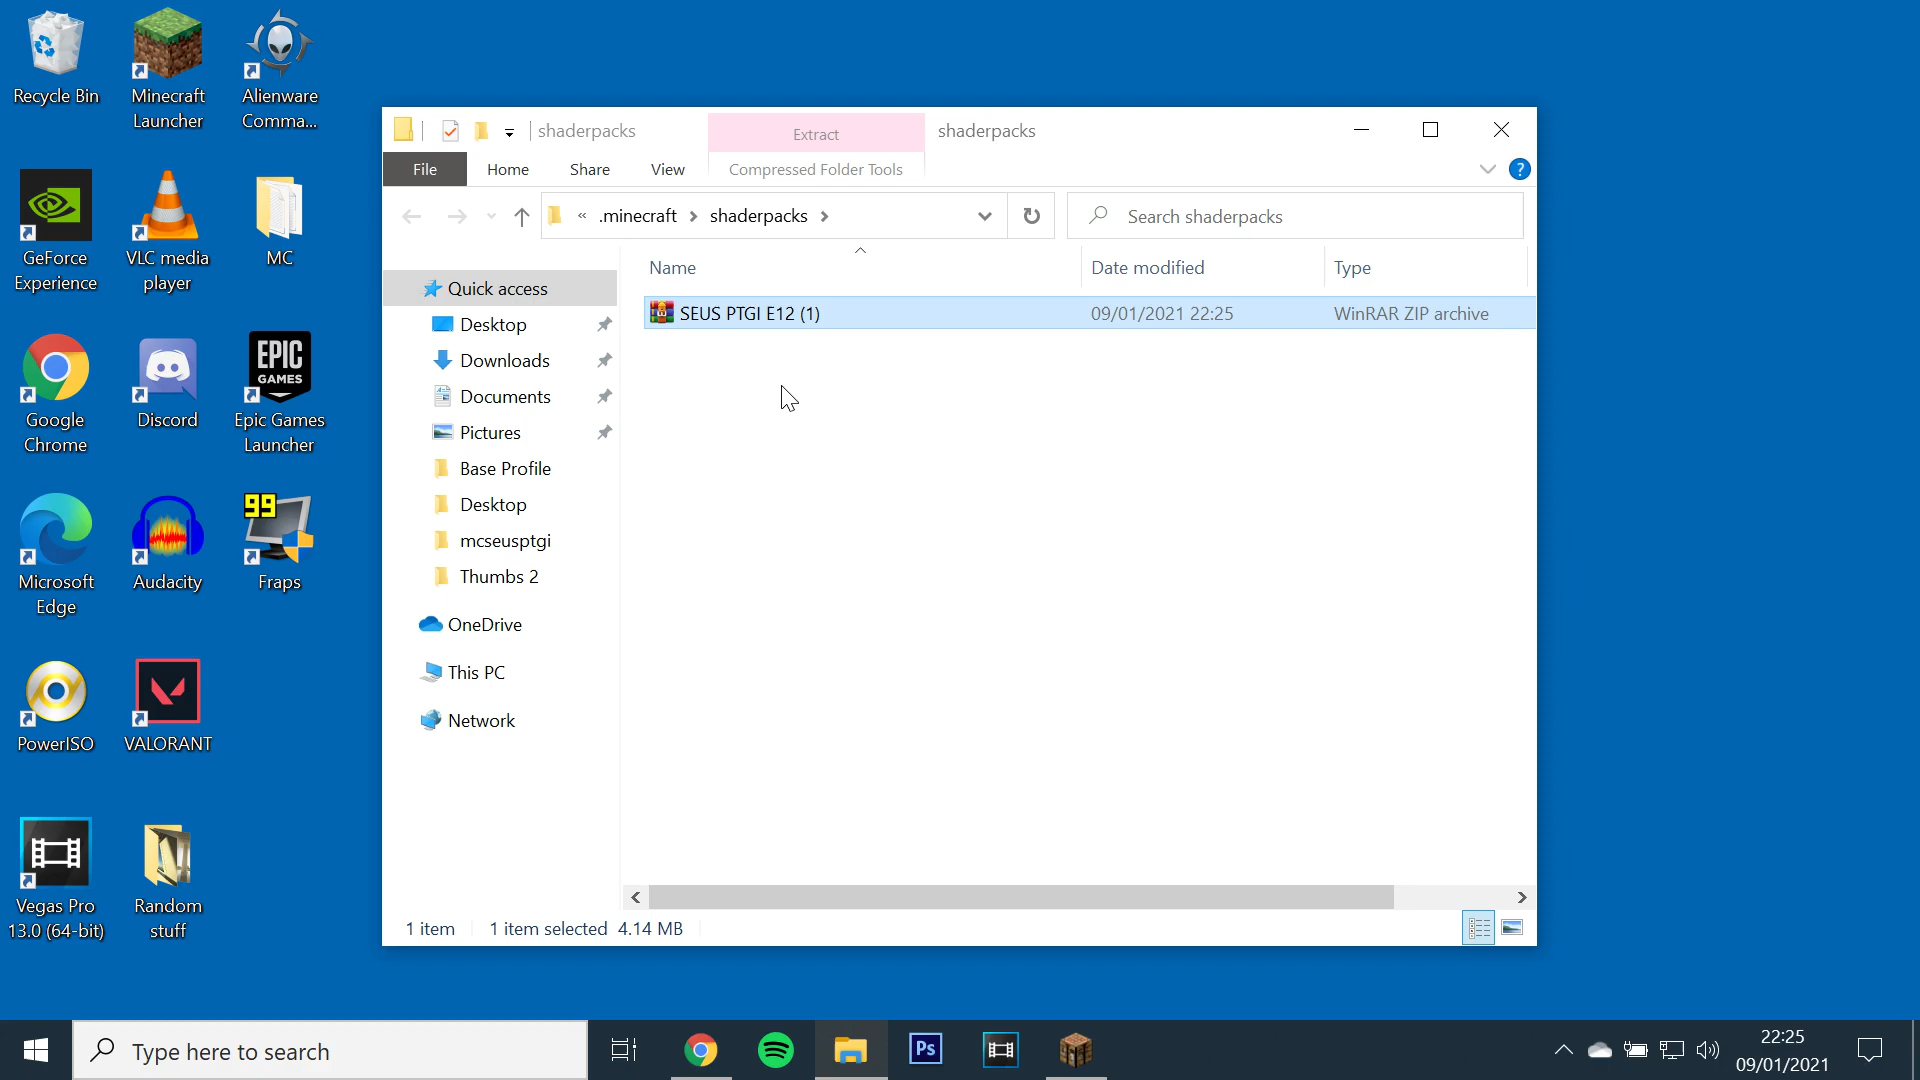 Recycle Bin
Minecraft
Launcher
Alienware
Comma...
GeForce
Experience
VLC media
player
MC
Google
Chrome
Discord
EPIC
GAMES
Epic Games
Launcher
Microsoft
Edge
Audacity
99
Fraps
PowerISO
VALORANT
Vegas Pro
13.0 (64-bit)
Random
stuff
shaderpacks
Extract
shaderpacks
File
Home
Share
View
Compressed Folder Tools
?
« .minecraft > shaderpacks >
Search shaderpacks
Name
Date modified
Type
SEUS PTGI E12 (1)
09/01/2021 22:25
WinRAR ZIP archive
Quick access
Desktop
Downloads
Documents
Pictures
Base Profile
Desktop
mcseusptgi
Thumbs 2
OneDrive
This PC
Network
1 item
1 item selected 4.14 MB
Type here to search
Ps
22:25
09/01/2021